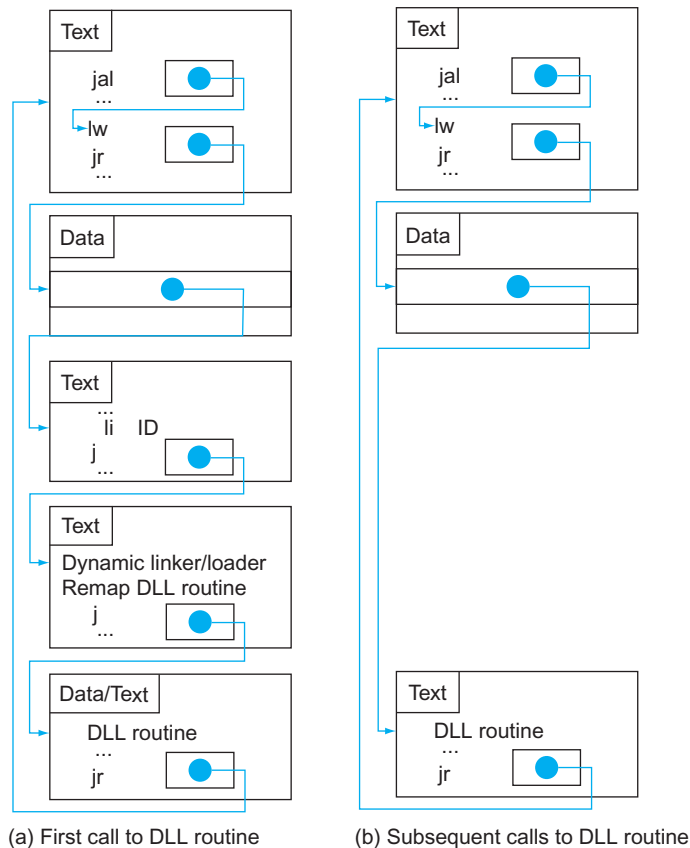 Text
jal
...
lw
jr
...
Data
Text
...
li ID
j
...
Text
Dynamic linker/loader
Remap DLL routine
j
...
Data/Text
DLL routine
...
jr
(a) First call to DLL routine
Text
jal
...
lw
jr
...
Data
Text
DLL routine
...
jr
(b) Subsequent calls to DLL routine